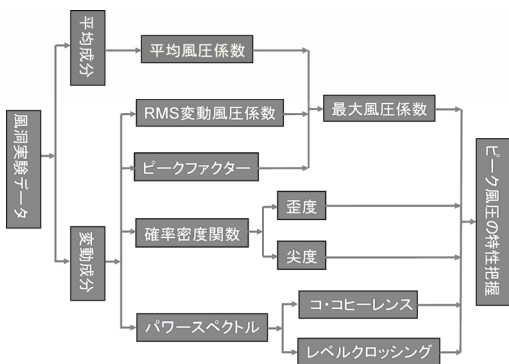 風洞実験データ
平均成分
変動成分
平均風圧係数
RMS変動風圧係数
ピークファクター
確率密度関数
パワースペクトル
最大風圧係数
歪度
尖度
コ・コヒーレンス
レベルクロッシング
ピーク風圧の特性把握